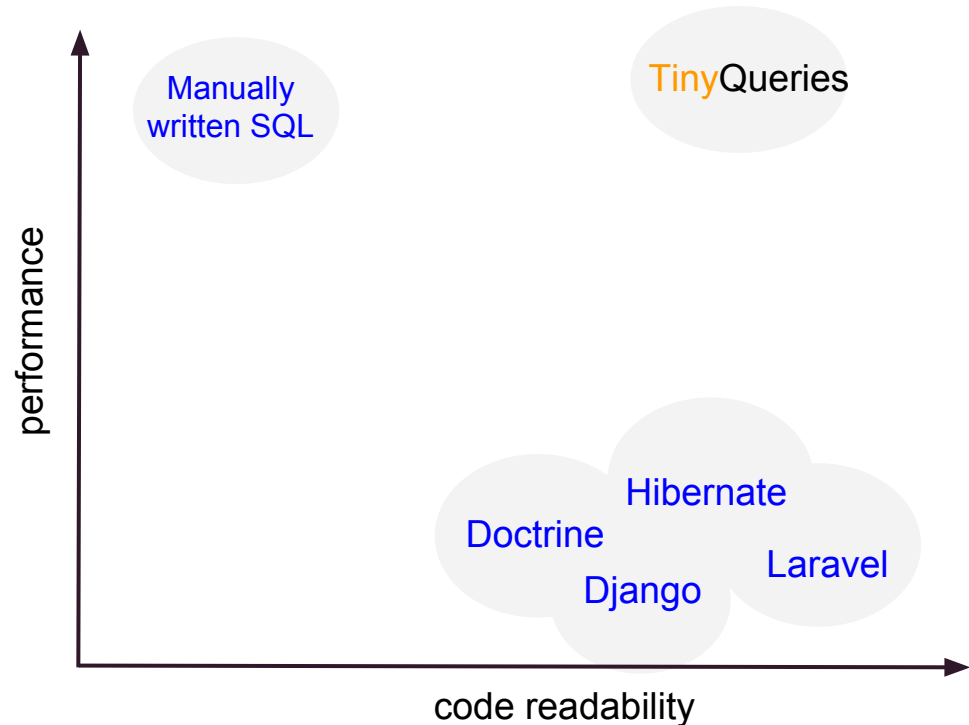 Manually
written SQL
TinyQueries
performance
Hibernate
Doctrine
Laravel
Django
code readability